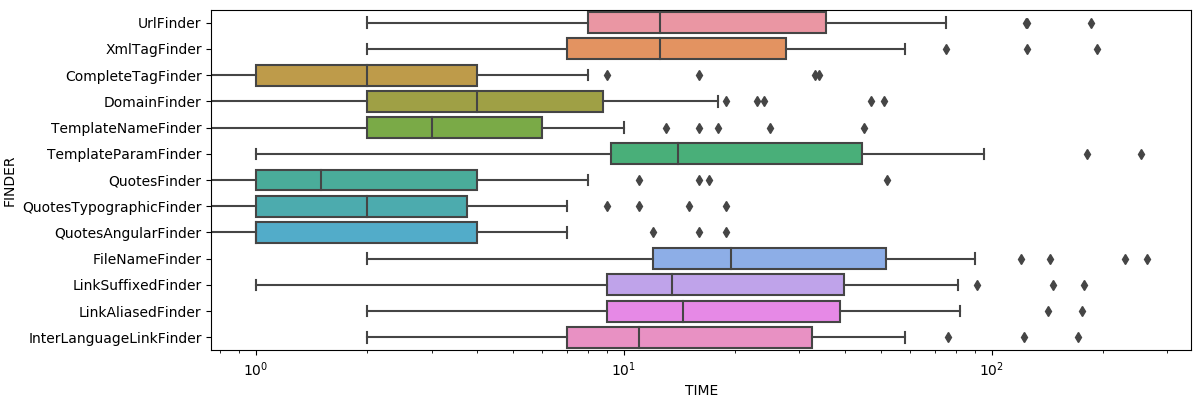 UrlFinder
XmlTagFinder
CompleteTagFinder
DomainFinder
TemplateNameFinder
TemplateParamFinder
QuotesFinder
QuotesTypographicFinder
QuotesAngularFinder
FileNameFinder
LinkSuffixedFinder
LinkAliasedFinder
InterLanguageLinkFinder
FINDER
10⁰ 10¹ 10²
TIME